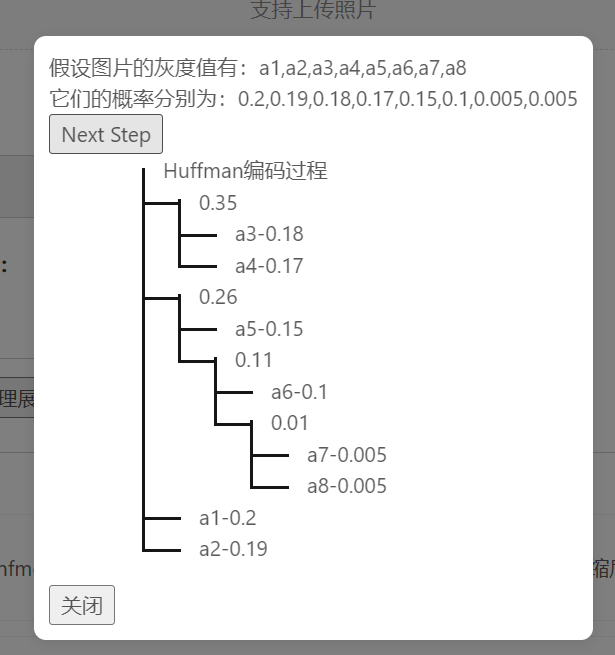 支持上传照片
假设图片的灰度值有：a1,a2,a3,a4,a5,a6,a7,a8
它们的概率分别为：0.2,0.19,0.18,0.17,0.15,0.1,0.005,0.005
Next Step
Huffman编码过程
0.35
a3-0.18
a4-0.17
：
0.26
a5-0.15
0.11
理展
a6-0.1
0.01
a7-0.005
a8-0.005
a1-0.2
a2-0.19
关闭